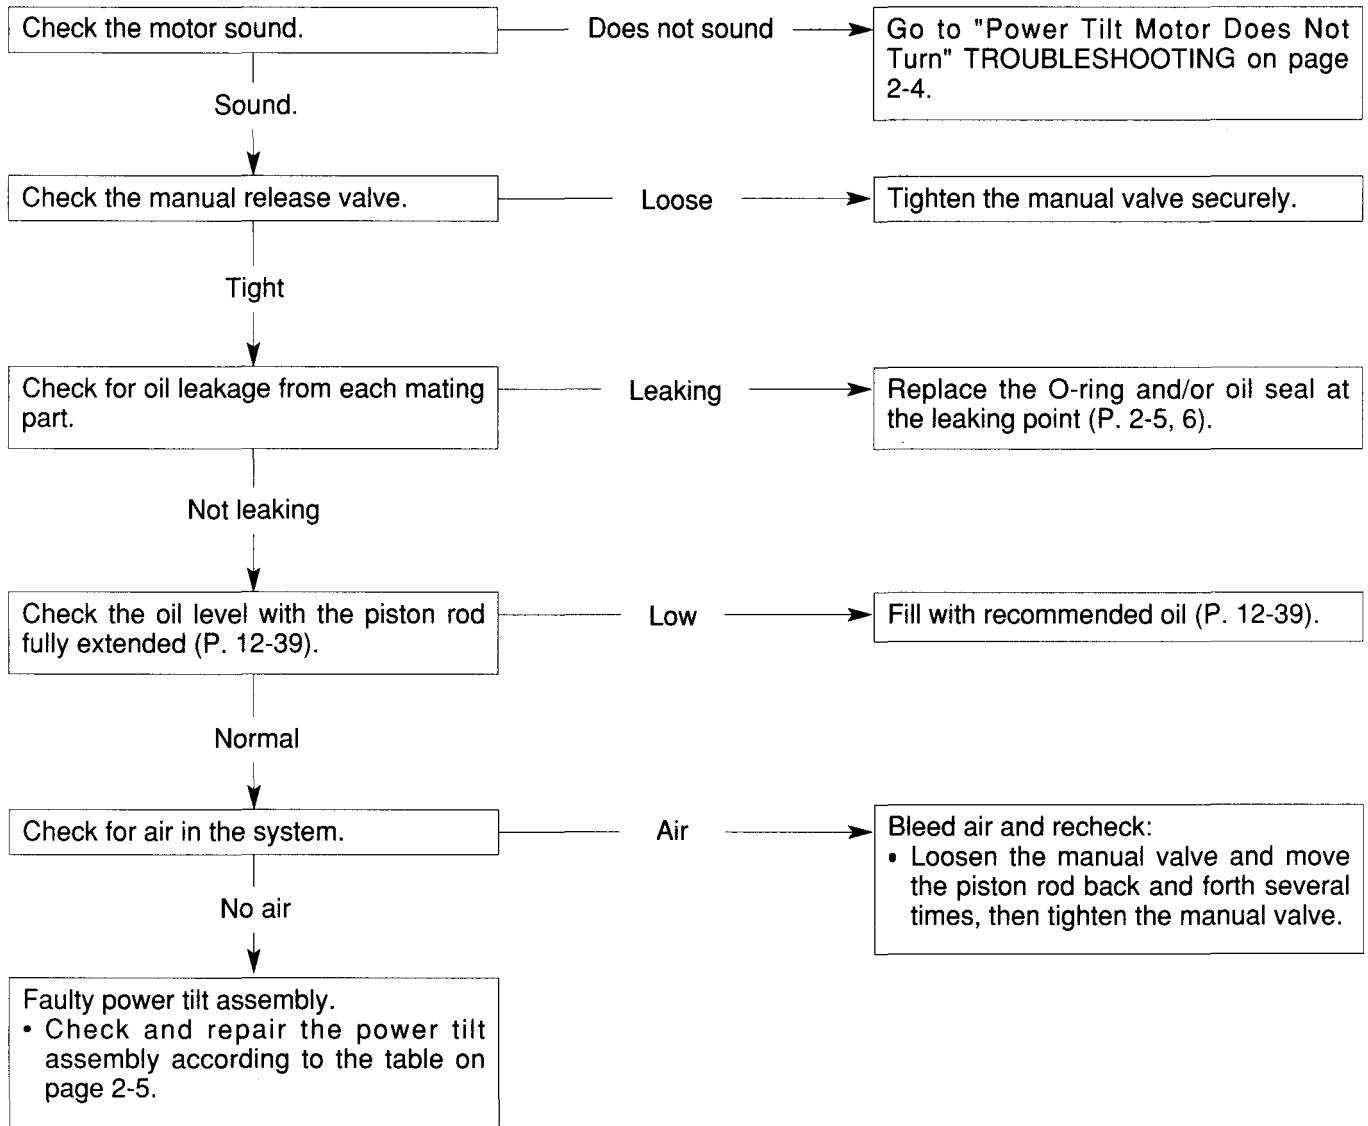 Check the motor sound.
Does not sound
Go to "Power Tilt Motor Does Not
Turn" TROUBLESHOOTING on page
2-4.
Sound.
Check the manual release valve.
Loose
Tighten the manual valve securely.
Tight
Check for oil leakage from each mating
part.
Leaking
Replace the O-ring and/or oil seal at
the leaking point (P. 2-5, 6).
Not leaking
Check the oil level with the piston rod
fully extended (P. 12-39).
Low
Fill with recommended oil (P. 12-39).
Normal
Check for air in the system.
Air
Bleed air and recheck:
• Loosen the manual valve and move
the piston rod back and forth several
times, then tighten the manual valve.
No air
Faulty power tilt assembly.
• Check and repair the power tilt
assembly according to the table on
page 2-5.